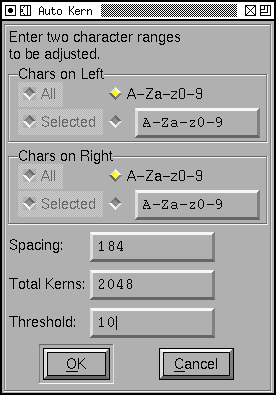 Auto Kern
Enter two character ranges
to be adjusted.
Chars on Left
All A-Za-z0-9
Selected A-Za-z0-9
Chars on Right
All A-Za-z0-9
Selected A-Za-z0-9
Spacing: 184
Total Kerns: 2048
Threshold: 10
OK Cancel